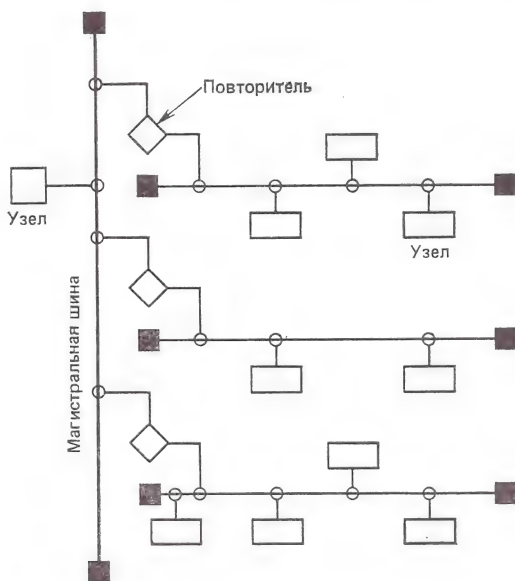 Повторитель
Узел
Узел
Магистральная шина